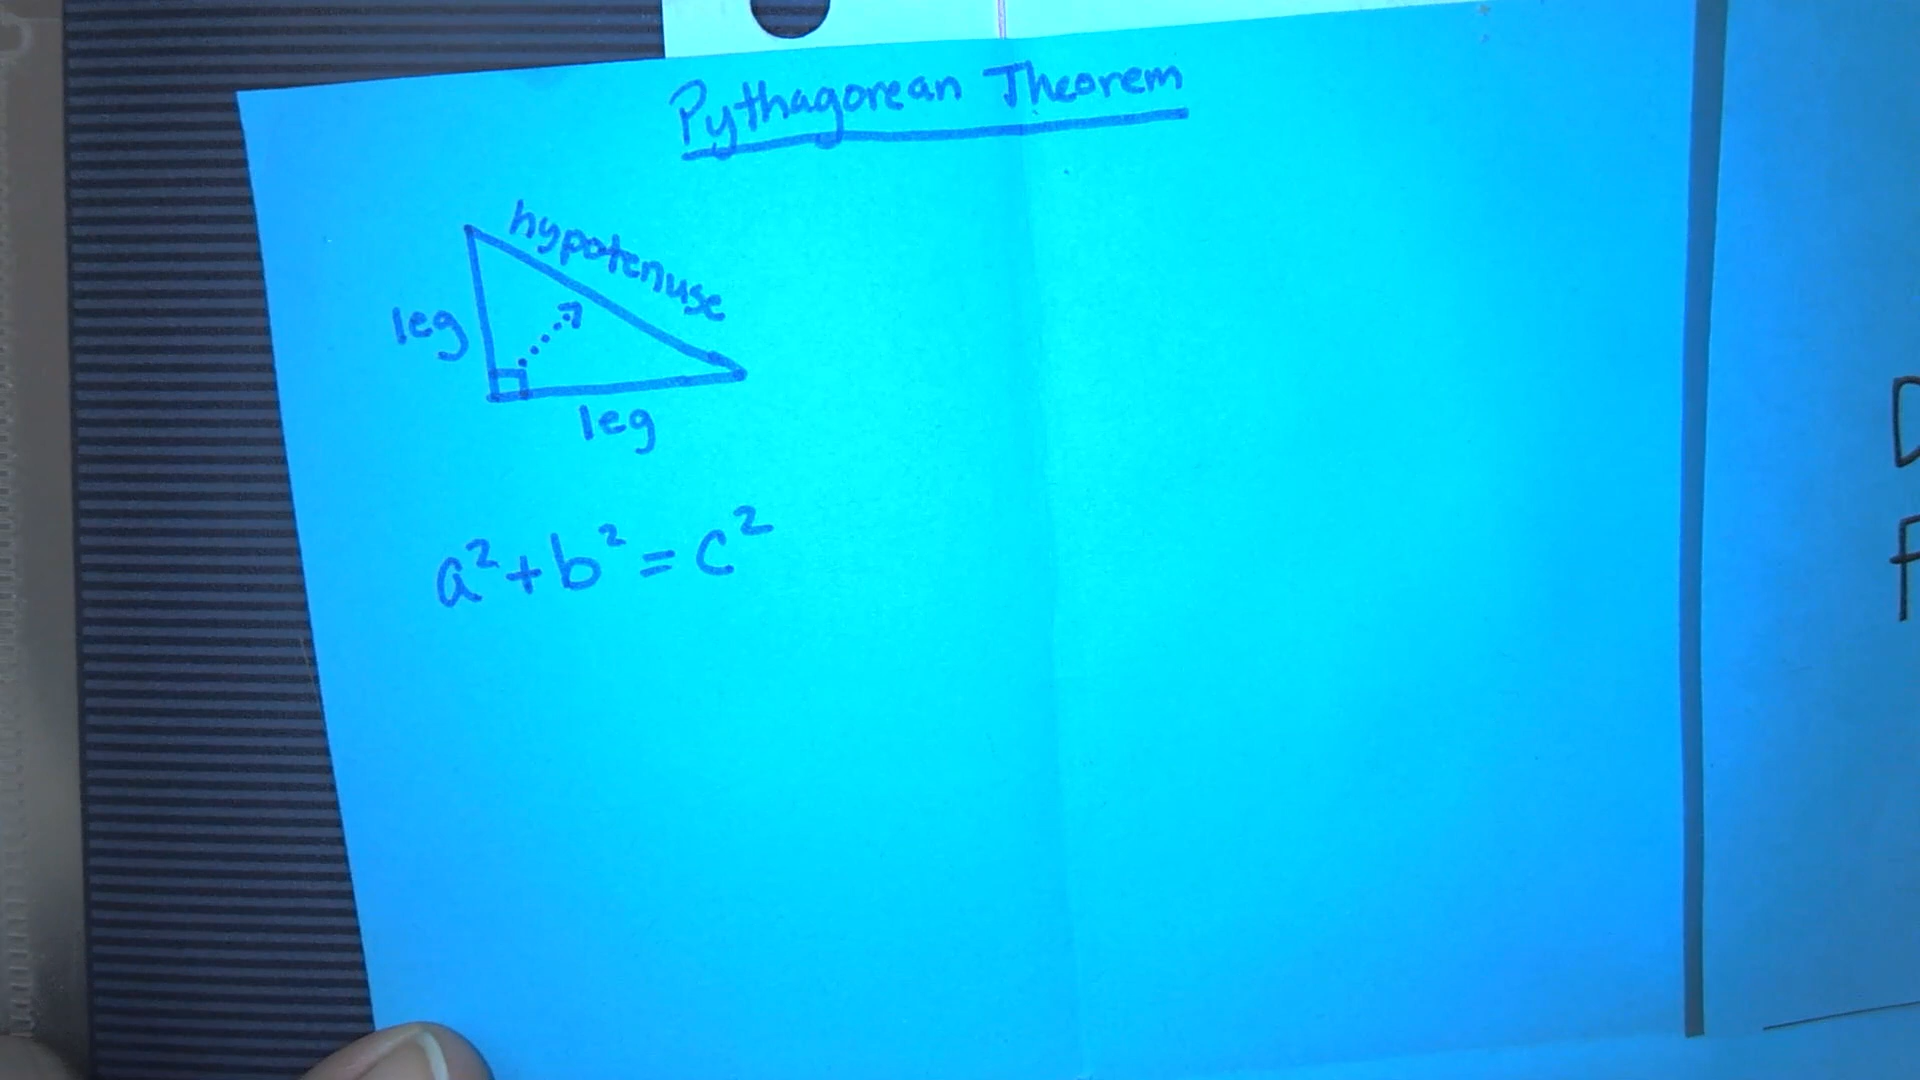 Pythagorean Theorem
hypotenuse
leg
leg
a² + b² = c²
D